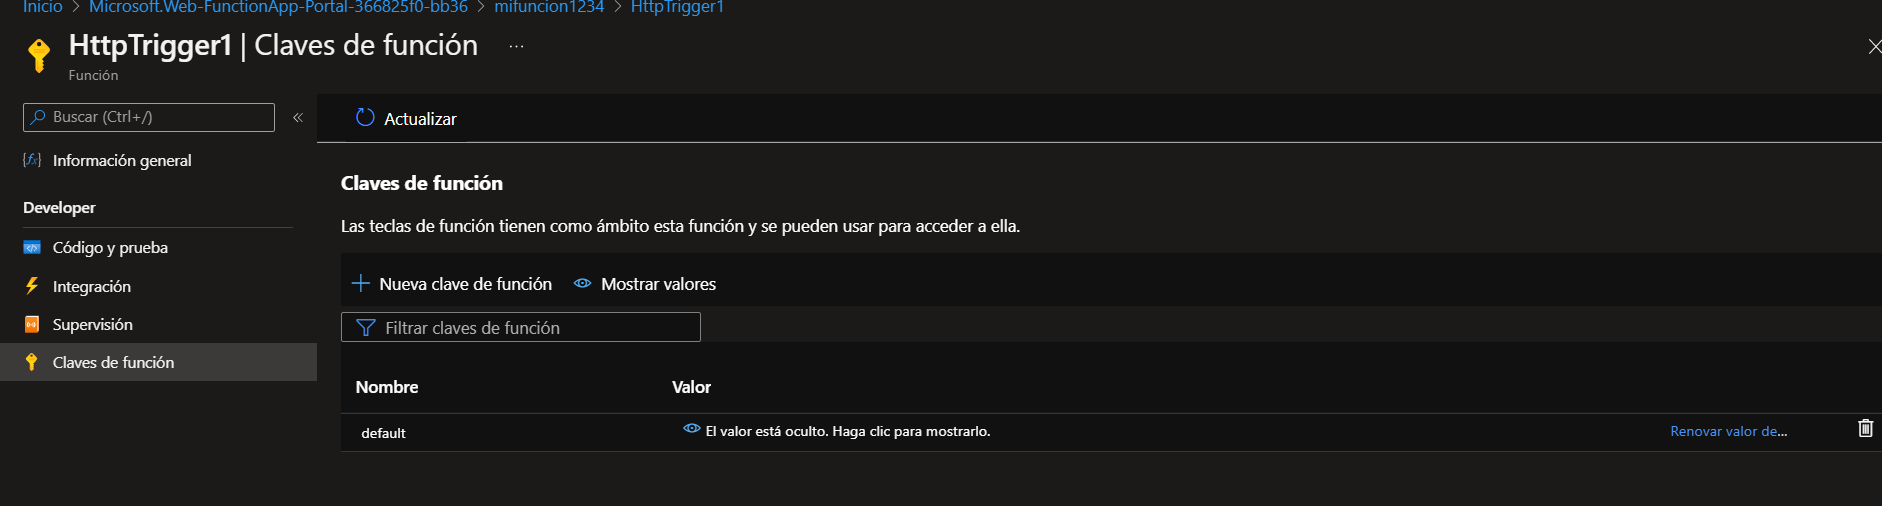 Inicio > Microsoft.Web-FunctionApp-Portal-366825f0-bb36 > mifuncion1234 > HttpTrigger1
HttpTrigger1 | Claves de función ...
Función
Buscar (Ctrl+/) «
Información general
Developer
Código y prueba
Integración
Supervisión
Claves de función
Actualizar
Claves de función
Las teclas de función tienen como ámbito esta función y se pueden usar para acceder a ella.
+ Nueva clave de función Mostrar valores
Filtrar claves de función
Nombre Valor
default El valor está oculto. Haga clic para mostrarlo. Renovar valor de...